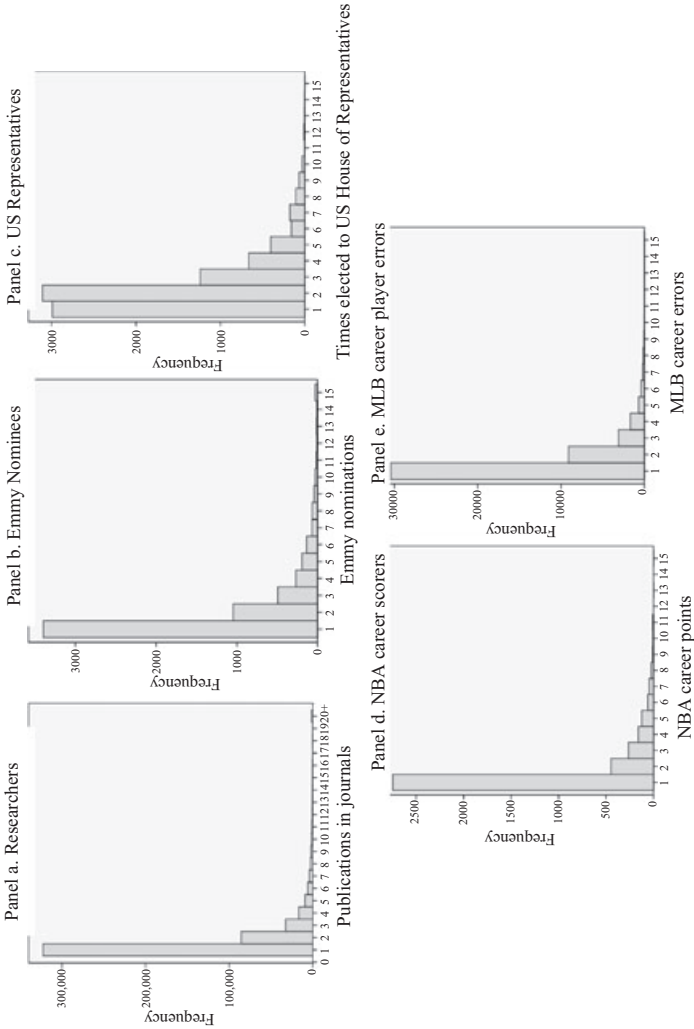 Panel a. Researchers
300,000
200,000
100,000
0
Frequency
0 1 2 3 4 5 6 7 8 9 10 11 12 13 14 15 16 17 18 19 20+
Publications in journals
Panel b. Emmy Nominees
3000
2000
1000
0
Frequency
1 2 3 4 5 6 7 8 9 10 11 12 13 14 15
Emmy nominations
Panel c. US Representatives
3000
2000
1000
0
Frequency
1 2 3 4 5 6 7 8 9 10 11 12 13 14 15
Times elected to US House of Representatives
Panel d. NBA career scorers
2500
2000
1500
1000
500
0
Frequency
1 2 3 4 5 6 7 8 9 10 11 12 13 14 15
NBA career points
Panel e. MLB career player errors
30000
20000
10000
0
Frequency
1 2 3 4 5 6 7 8 9 10 11 12 13 14 15
MLB career errors